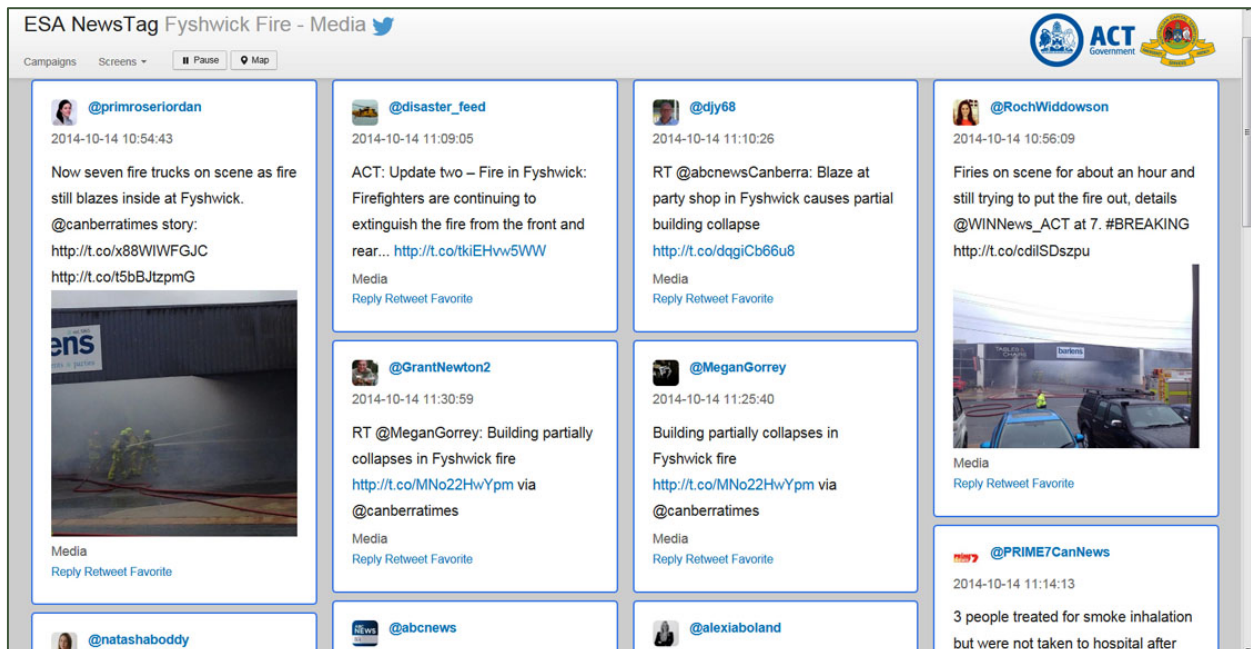 ESA NewsTag Fyshwick Fire - Media
ACT
Government
Campaigns Screens Pause Map
@primroseriordan
2014-10-14 10:54:43
Now seven fire trucks on scene as fire
still blazes inside at Fyshwick.
@canberratimes story:
http://t.co/x88WIWFGJC
http://t.co/t5bBJtzpmG
ens
Media
Reply Retweet Favorite
@natashaboddy
@disaster_feed
2014-10-14 11:09:05
ACT: Update two – Fire in Fyshwick:
Firefighters are continuing to
extinguish the fire from the front and
rear... http://t.co/tkiEHvw5WW
Media
Reply Retweet Favorite
@GrantNewton2
2014-10-14 11:30:59
RT @MeganGorrey: Building partially
collapses in Fyshwick fire
http://t.co/MNo22HwYpm via
@canberratimes
Media
Reply Retweet Favorite
NEWS
@abcnews
@djy68
2014-10-14 11:10:26
RT @abcnewsCanberra: Blaze at
party shop in Fyshwick causes partial
building collapse
http://t.co/dqgiCb66u8
Media
Reply Retweet Favorite
@MeganGorrey
2014-10-14 11:25:40
Building partially collapses in
Fyshwick fire
http://t.co/MNo22HwYpm via
@canberratimes
Media
Reply Retweet Favorite
@alexiaboland
@RochWiddowson
2014-10-14 10:56:09
Firies on scene for about an hour and
still trying to put the fire out, details
@WINNews_ACT at 7. #BREAKING
http://t.co/cdilSDszpu
TABLES
CHAIRS
barlens
Media
Reply Retweet Favorite
@PRIME7CanNews
2014-10-14 11:14:13
3 people treated for smoke inhalation
but were not taken to hospital after